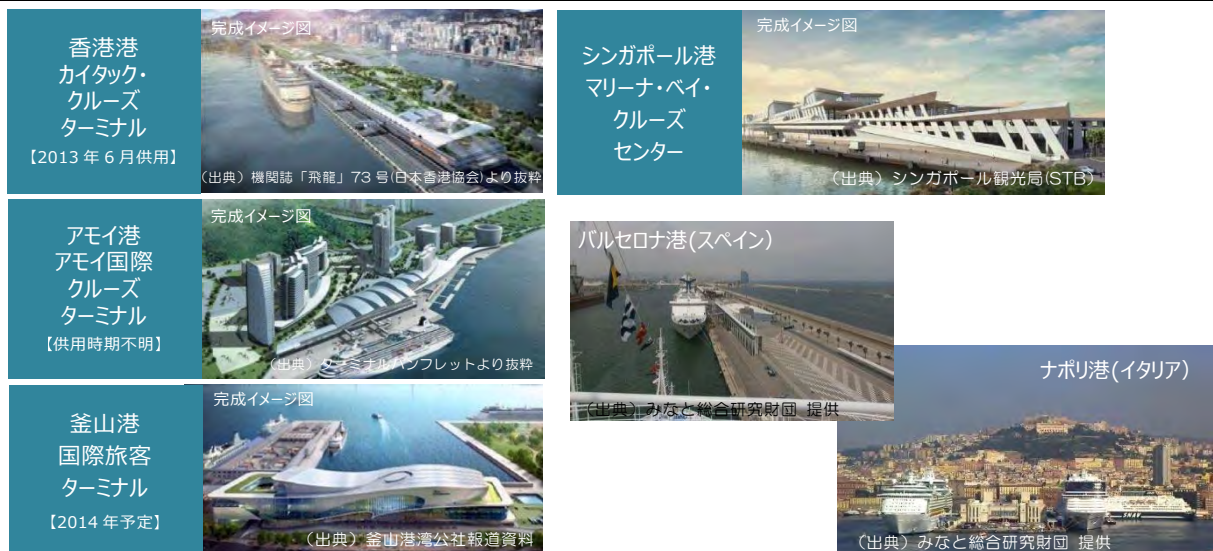 香港港
カイタック・
クルーズ
ターミナル
【2013年6月供用】
完成イメージ図
（出典）機関誌「飛龍」73号(日本香港協会)より抜粋
シンガポール港
マリーナ・ベイ・
クルーズ
センター
完成イメージ図
（出典）シンガポール観光局(STB)
アモイ港
アモイ国際
クルーズ
ターミナル
【供用時期不明】
完成イメージ図
（出典）ターミナルパンフレットより抜粋
バルセロナ港(スペイン)
（出典）みなと総合研究財団 提供
釜山港
国際旅客
ターミナル
【2014年予定】
完成イメージ図
（出典）釜山港湾公社報道資料
ナポリ港(イタリア)
SNAV
（出典）みなと総合研究財団 提供